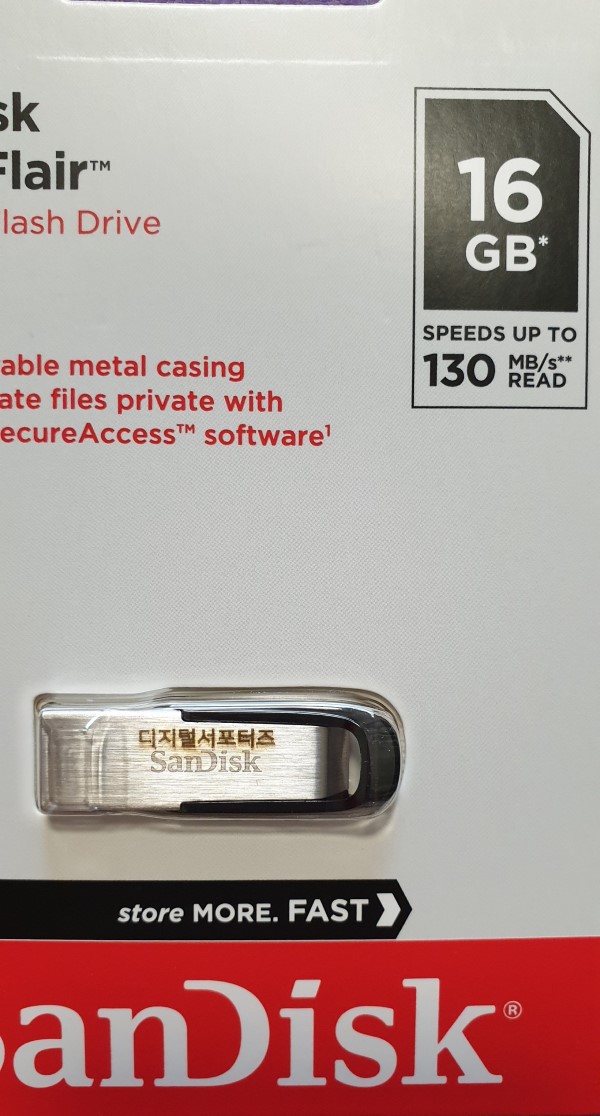 sk
Flair™
lash Drive
16
GB*
SPEEDS UP TO
130 MB/s**
READ
able metal casing
ate files private with
ecureAccess™ software¹
디지털서포터즈
SanDisk
store MORE. FAST
SanDisk®